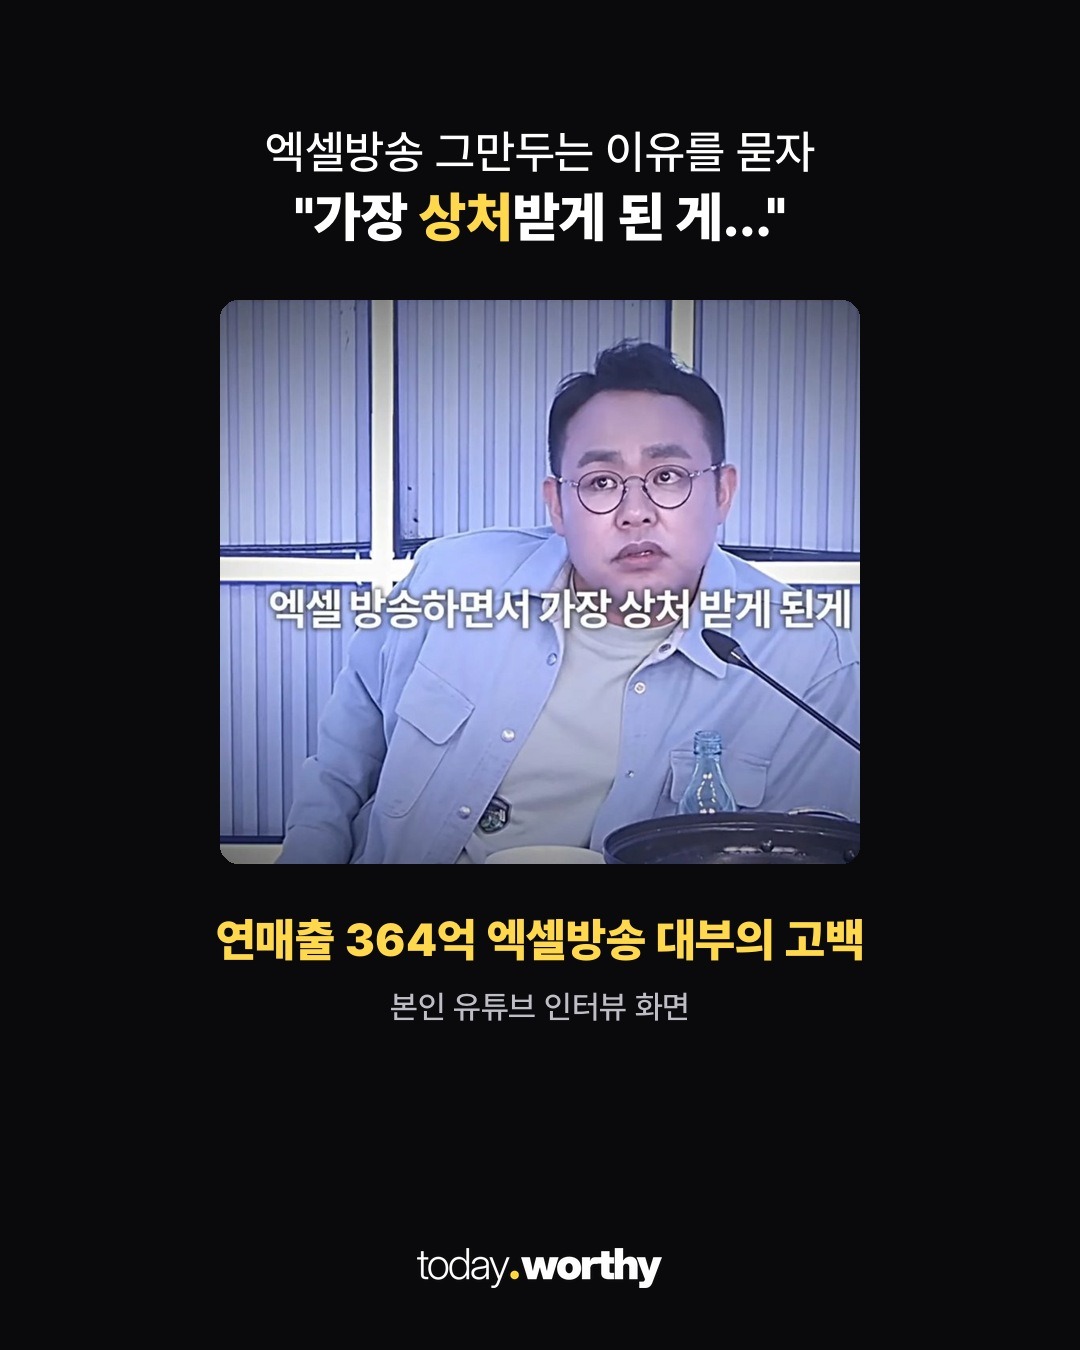 엑셀방송 그만두는 이유를 묻자
"가장 상처받게 된 게..."
엑셀 방송하면서 가장 상처 받게 된게
연매출 364억 엑셀방송 대부의 고백
본인 유튜브 인터뷰 화면
today.worthy